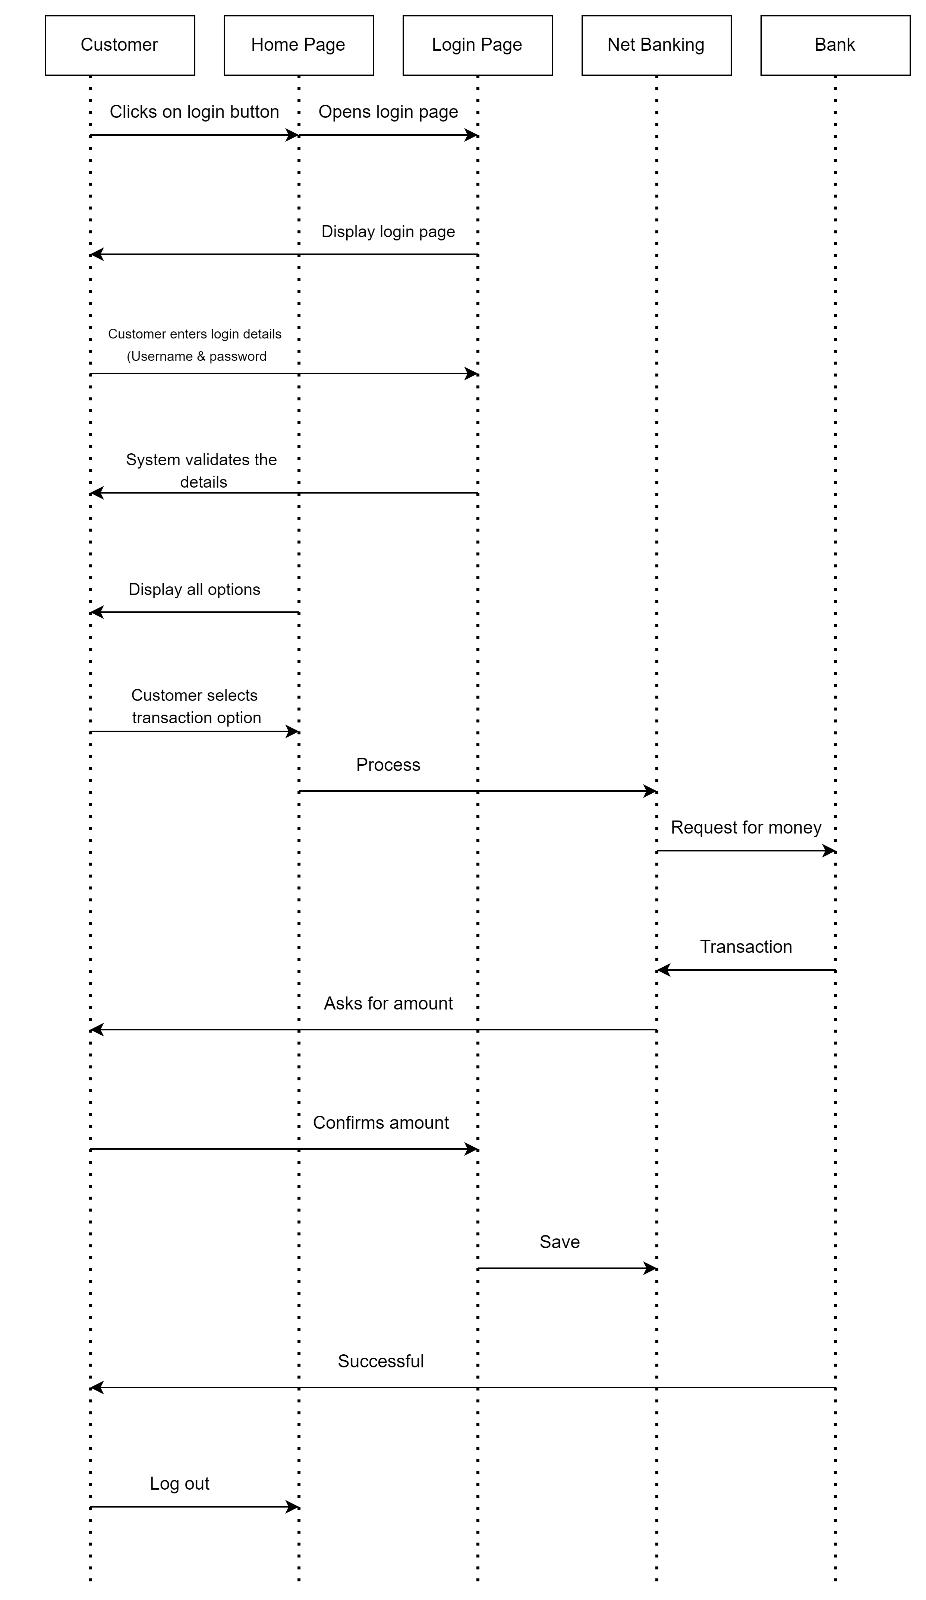 Customer
Home Page
Login Page
Net Banking
Bank
Clicks on login button
Opens login page
Display login page
Customer enters login details
(Username & password
System validates the
details
Display all options
Customer selects
transaction option
Process
Request for money
Transaction
Asks for amount
Confirms amount
Save
Successful
Log out